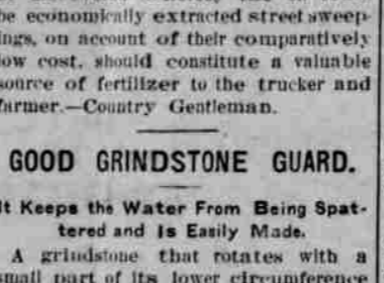 be economically extracted street sweep-
ings, on account of their comparatively
low cost, should constitute a valuable
source of fertilizer to the trucker and
farmer.—Country Gentleman.
GOOD GRINDSTONE GUARD.
It Keeps the Water From Being Spat-
tered and Is Easily Made.
A grindstone that rotates with a
small part of its lower circumference